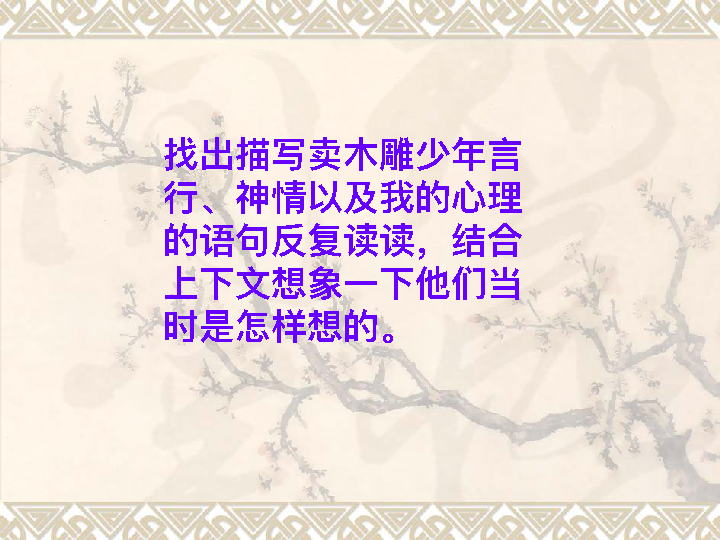 找出描写卖木雕少年言
行、神情以及我的心理
的语句反复读读，结合
上下文想象一下他们当
时是怎样想的。